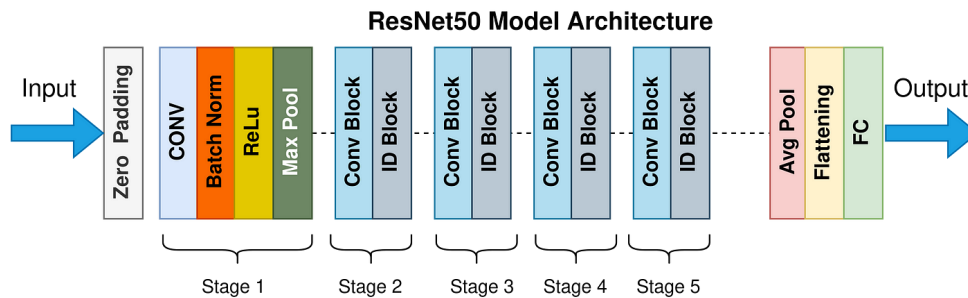 ResNet50 Model Architecture
Input
Zero Padding
CONV
Batch Norm
ReLu
Max Pool
Conv Block
ID Block
Conv Block
ID Block
Conv Block
ID Block
Conv Block
ID Block
Avg Pool
Flattening
FC
Output
Stage 1
Stage 2
Stage 3
Stage 4
Stage 5